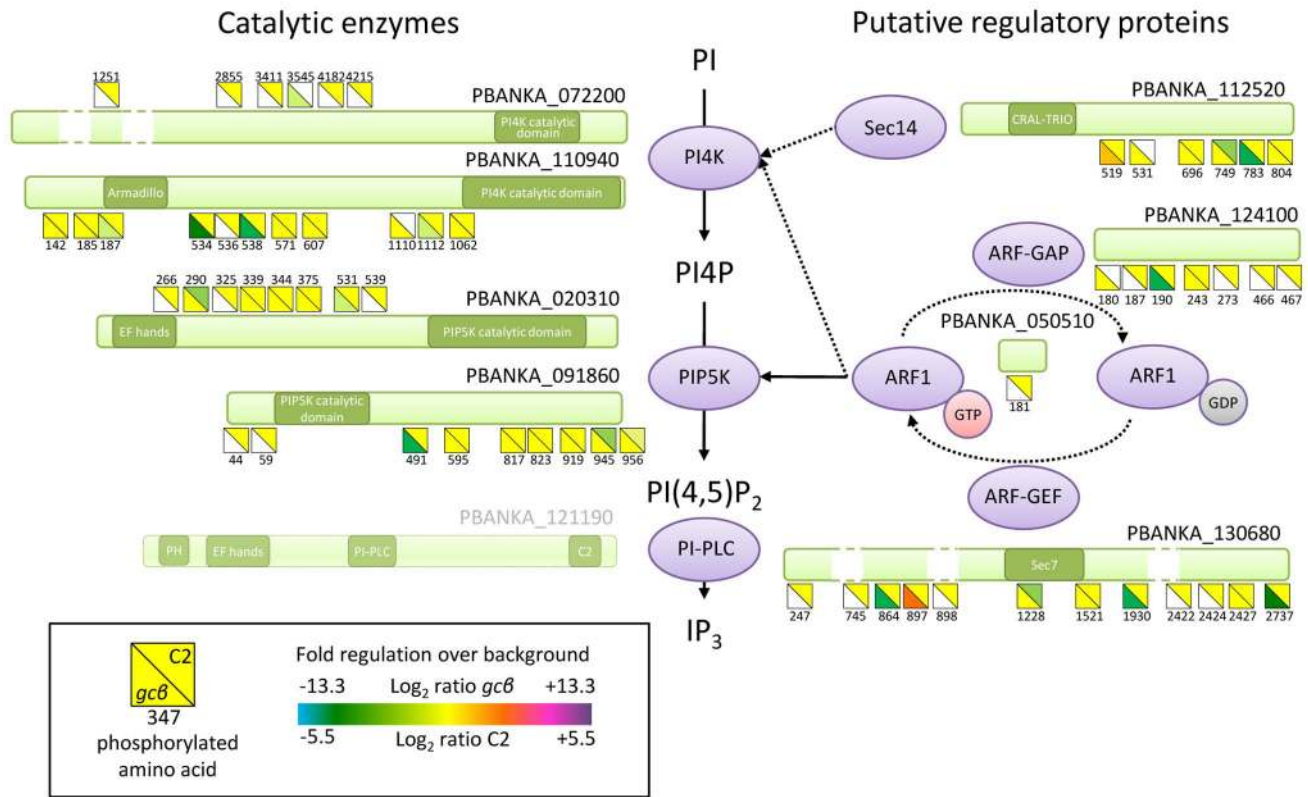 Catalytic enzymes
Putative regulatory proteins
1251 2855 3411 3545 4182 4215
PBANKA_072200
PI4K catalytic
domain
PBANKA_110940
Armadillo
PI4K catalytic domain
142 185 187 534 536 538 571 607 1110 1112 1062
266 290 325 339 344 375 531 539
PBANKA_020310
EF hands
PIP5K catalytic domain
PBANKA_091860
PIP5K catalytic
domain
44 59 491 595 817 823 919 945 956
PBANKA_121190
PH
EF hands
PI-PLC
C2
PI
PI4K
PI4P
PIP5K
PI(4,5)P2
PI-PLC
IP3
Sec14
PBANKA_112520
CRAL-TRIO
519 531 696 749 783 804
PBANKA_124100
ARF-GAP
180 187 190 243 273 466 467
PBANKA_050510
181
ARF1
GTP
ARF1
GDP
ARF-GEF
PBANKA_130680
Sec7
247 745 864 897 898 1228 1521 1930 2422 2424 2427 2737
C2
gcβ
347
phosphorylated
amino acid
Fold regulation over background
-13.3 Log2 ratio gcβ +13.3
-5.5 Log2 ratio C2 +5.5